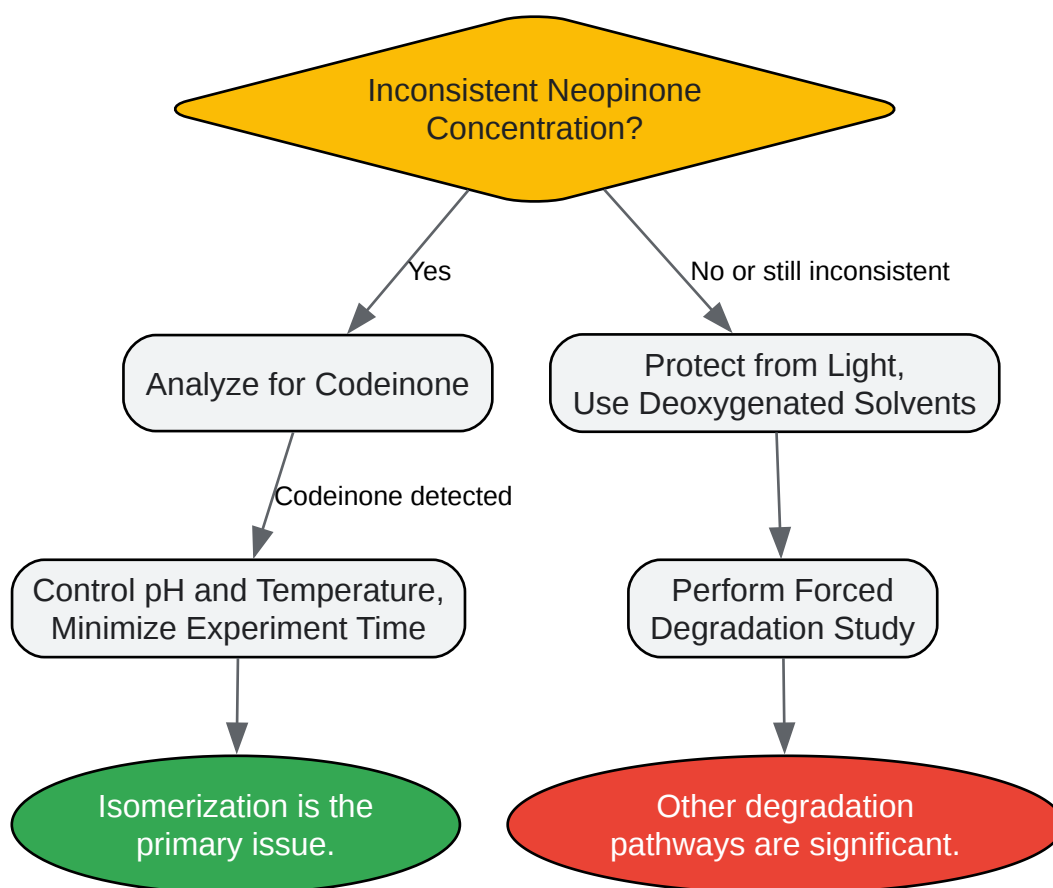 Inconsistent Neopinone
Concentration?
Yes
No or still inconsistent
Analyze for Codeinone
Protect from Light,
Use Deoxygenated Solvents
Codeinone detected
Control pH and Temperature,
Minimize Experiment Time
Perform Forced
Degradation Study
Isomerization is the
primary issue.
Other degradation
pathways are significant.